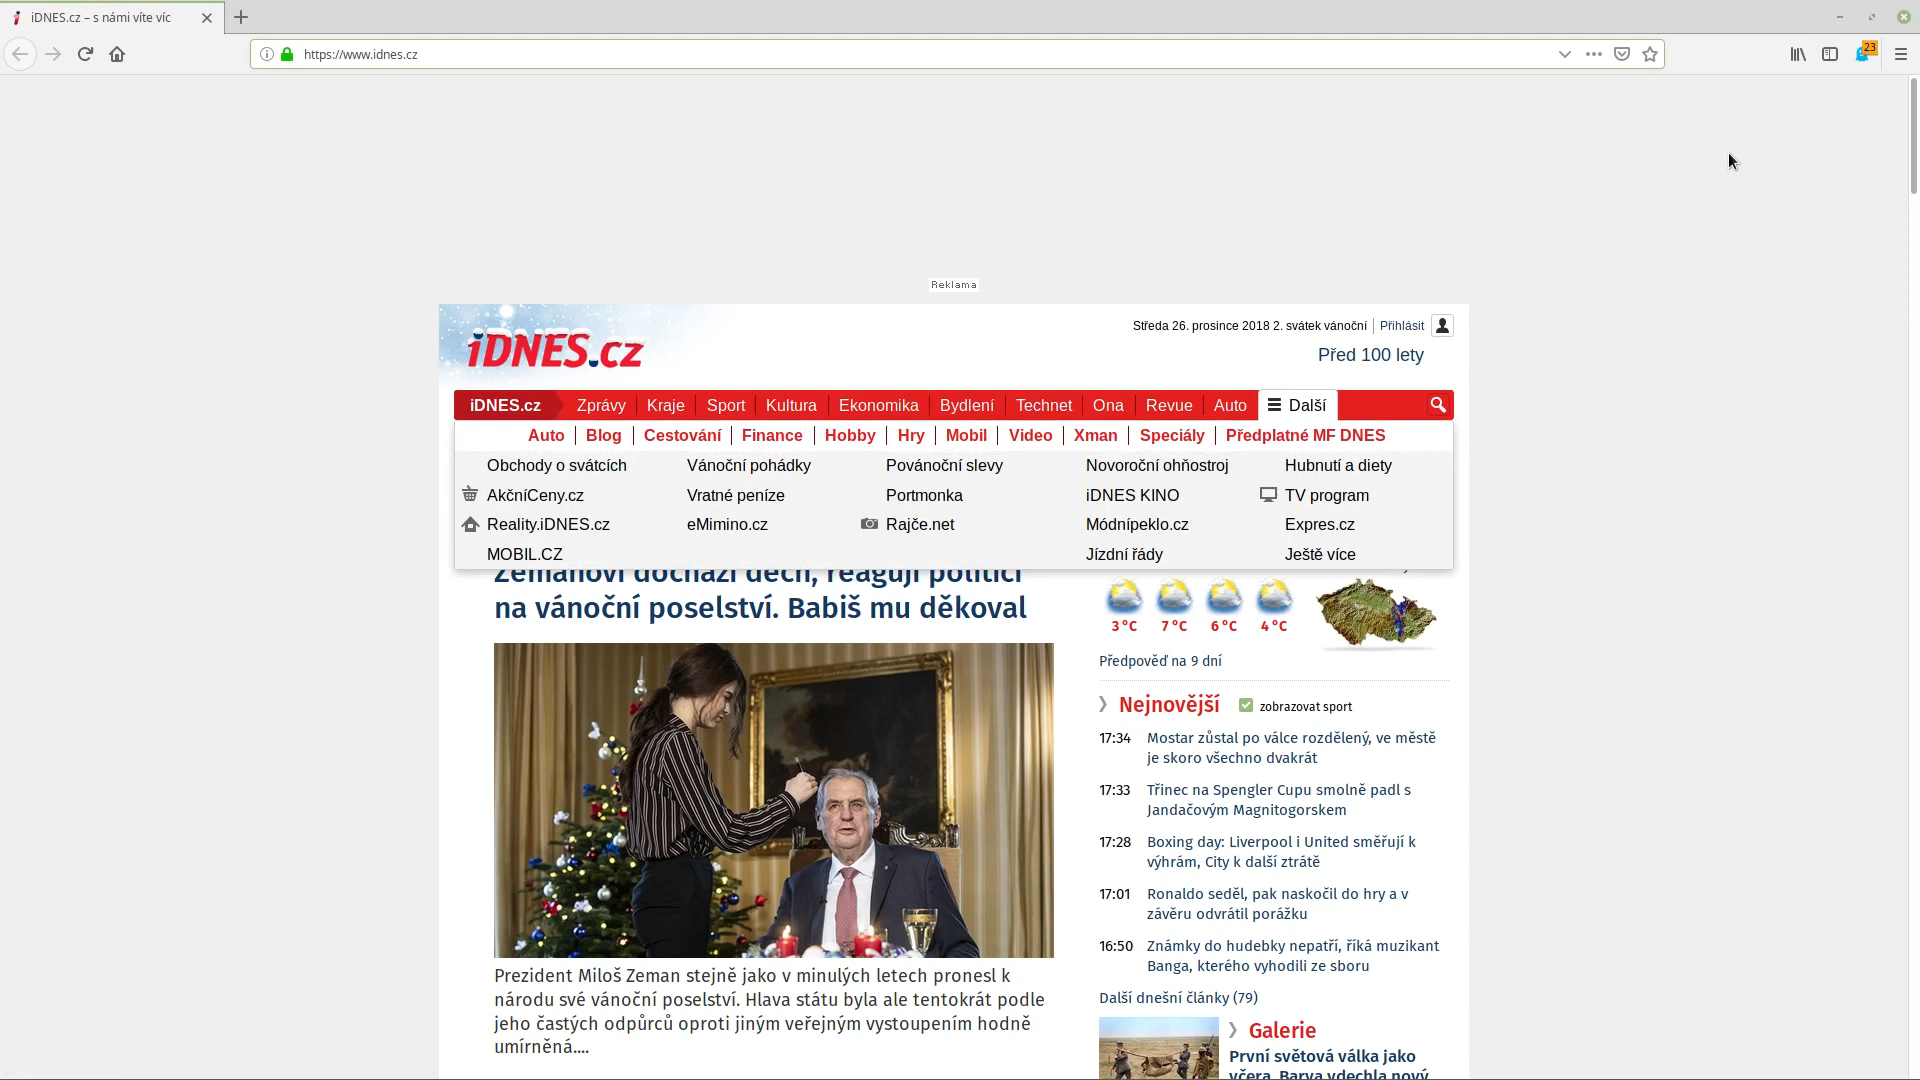 iDNES.cz – s námi víte víc
https://www.idnes.cz
23
Reklama
iDNES.cz
Středa 26. prosince 2018 2. svátek vánoční
Přihlásit
Před 100 lety
iDNES.cz Zprávy Kraje Sport Kultura Ekonomika Bydlení Technet Ona Revue Auto Další
Auto Blog Cestování Finance Hobby Hry Mobil Video Xman Speciály Předplatné MF DNES
Obchody o svátcích Vánoční pohádky Povánoční slevy Novoroční ohňostroj Hubnutí a diety
AkčníCeny.cz Vratné peníze Portmonka iDNES KINO TV program
Reality.iDNES.cz eMimino.cz Rajče.net Módnípeklo.cz Expres.cz
MOBIL.CZ Jízdní řády Ještě více
Zemanovi dochází dech, reagují politici
na vánoční poselství. Babiš mu děkoval
Prezident Miloš Zeman stejně jako v minulých letech pronesl k
národu své vánoční poselství. Hlava státu byla ale tentokrát podle
jeho častých odpůrců oproti jiným veřejným vystoupením hodně
umírněná....
3 °C 7 °C 6 °C 4 °C
Předpověď na 9 dní
Nejnovější
zobrazovat sport
17:34 Mostar zůstal po válce rozdělený, ve městě
je skoro všechno dvakrát
17:33 Třinec na Spengler Cupu smolně padl s
Jandačovým Magnitogorskem
17:28 Boxing day: Liverpool i United směřují k
výhrám, City k další ztrátě
17:01 Ronaldo seděl, pak naskočil do hry a v
závěru odvrátil porážku
16:50 Známky do hudebky nepatří, říká muzikant
Banga, kterého vyhodili ze sboru
Další dnešní články (79)
Galerie
První světová válka jako
včera. Barva vdechla nový